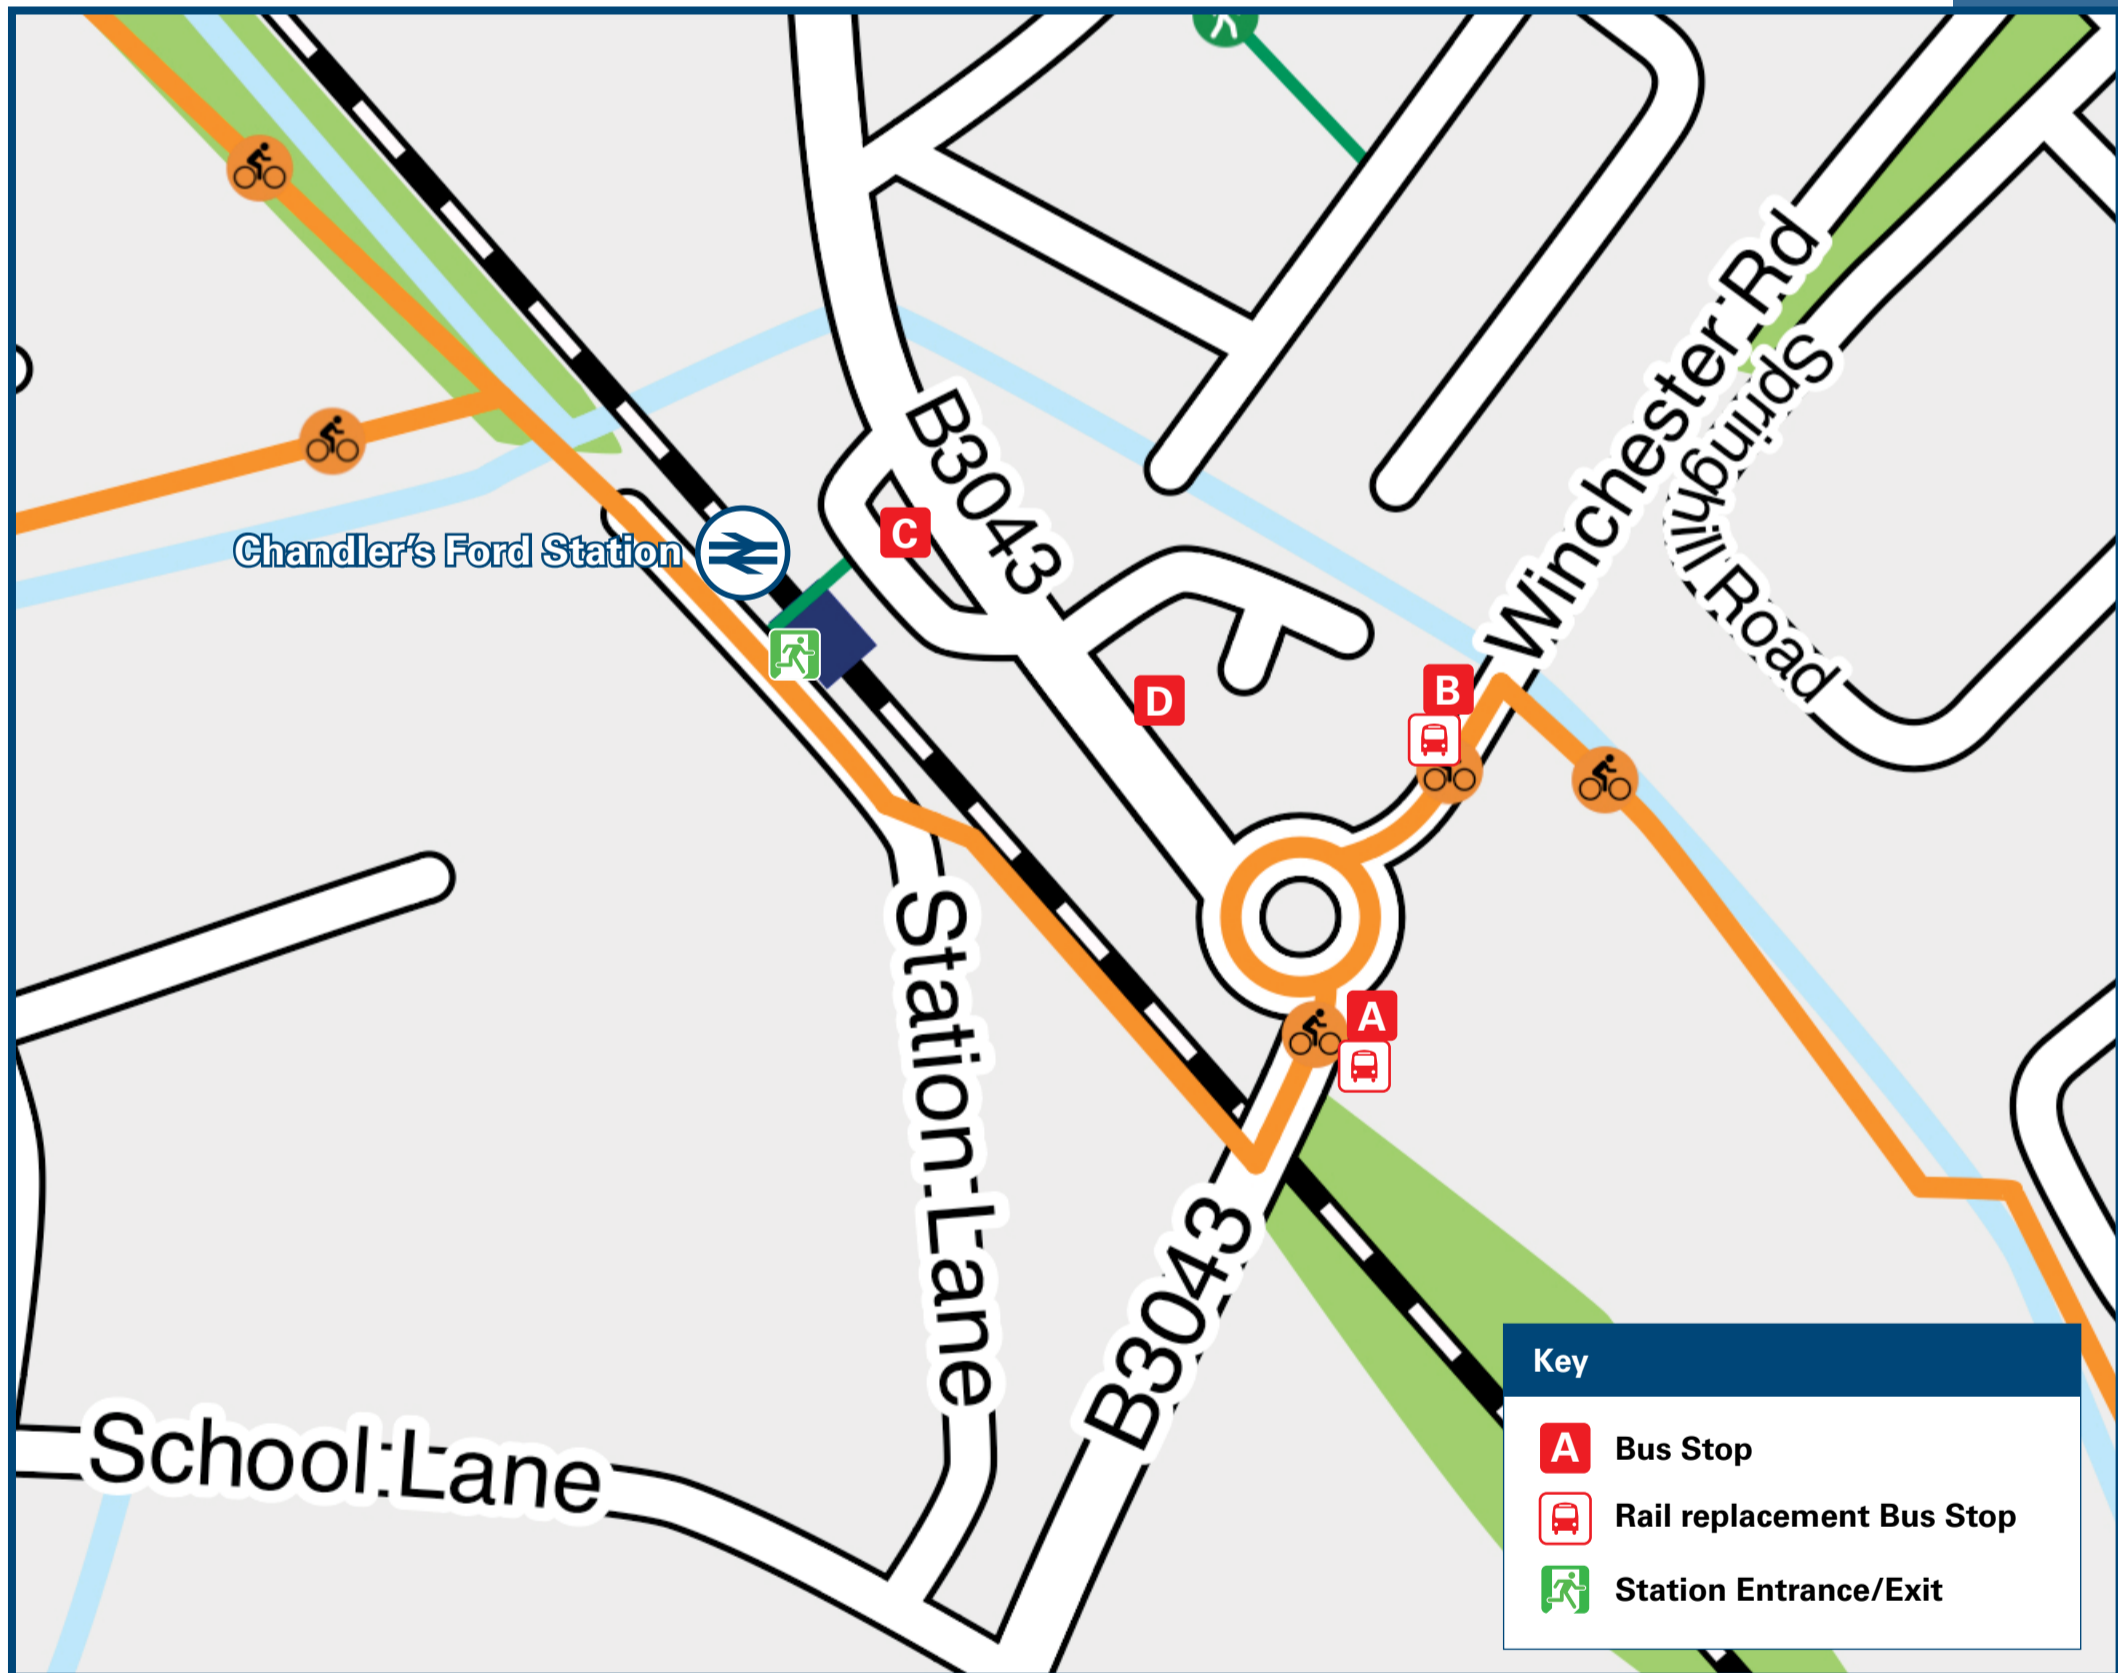 Winchester Rd
Springhill Road
B3043
Chandler's Ford Station
C
D
B
A
Station Lane
B3043
School Lane
Key
A Bus Stop
Rail replacement Bus Stop
Station Entrance/Exit